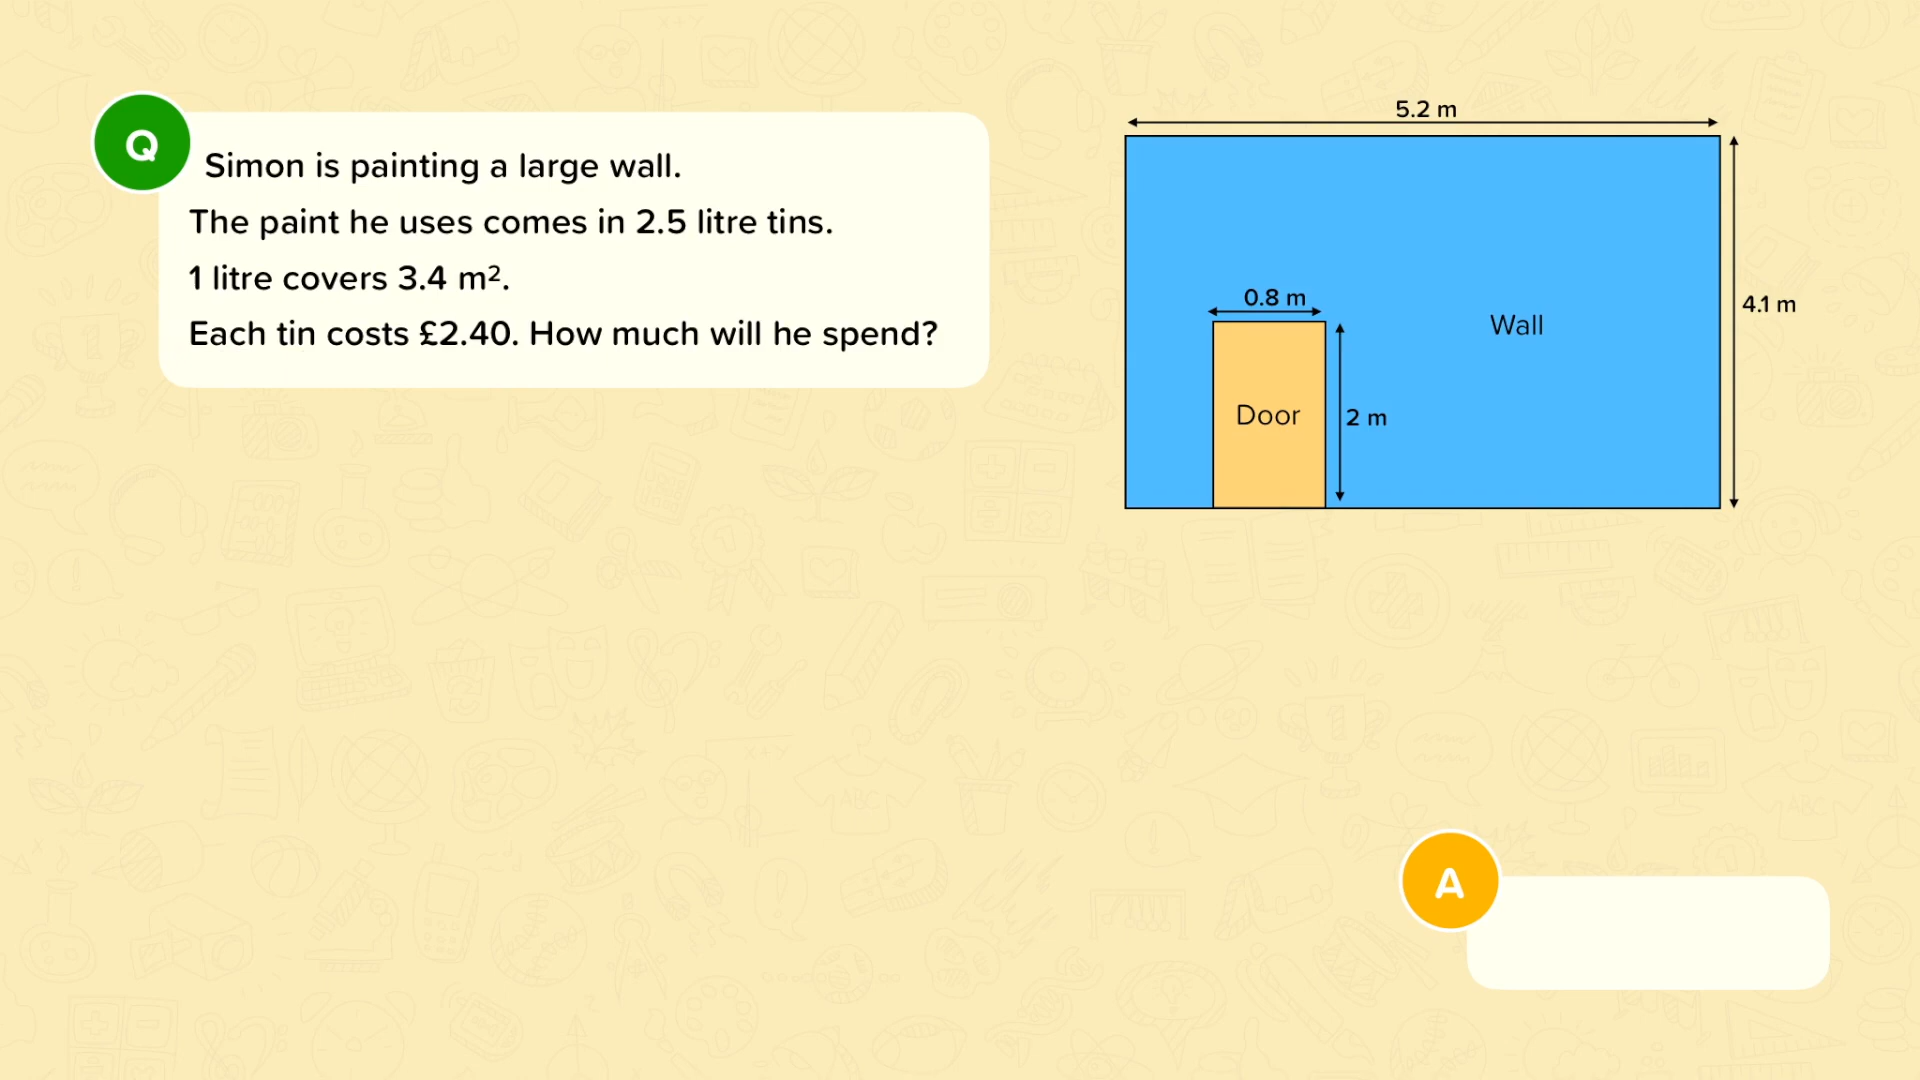 Q
Simon is painting a large wall.
The paint he uses comes in 2.5 litre tins.
1 litre covers 3.4 m².
Each tin costs £2.40. How much will he spend?
5.2 m
4.1 m
0.8 m
Wall
Door
2 m
A